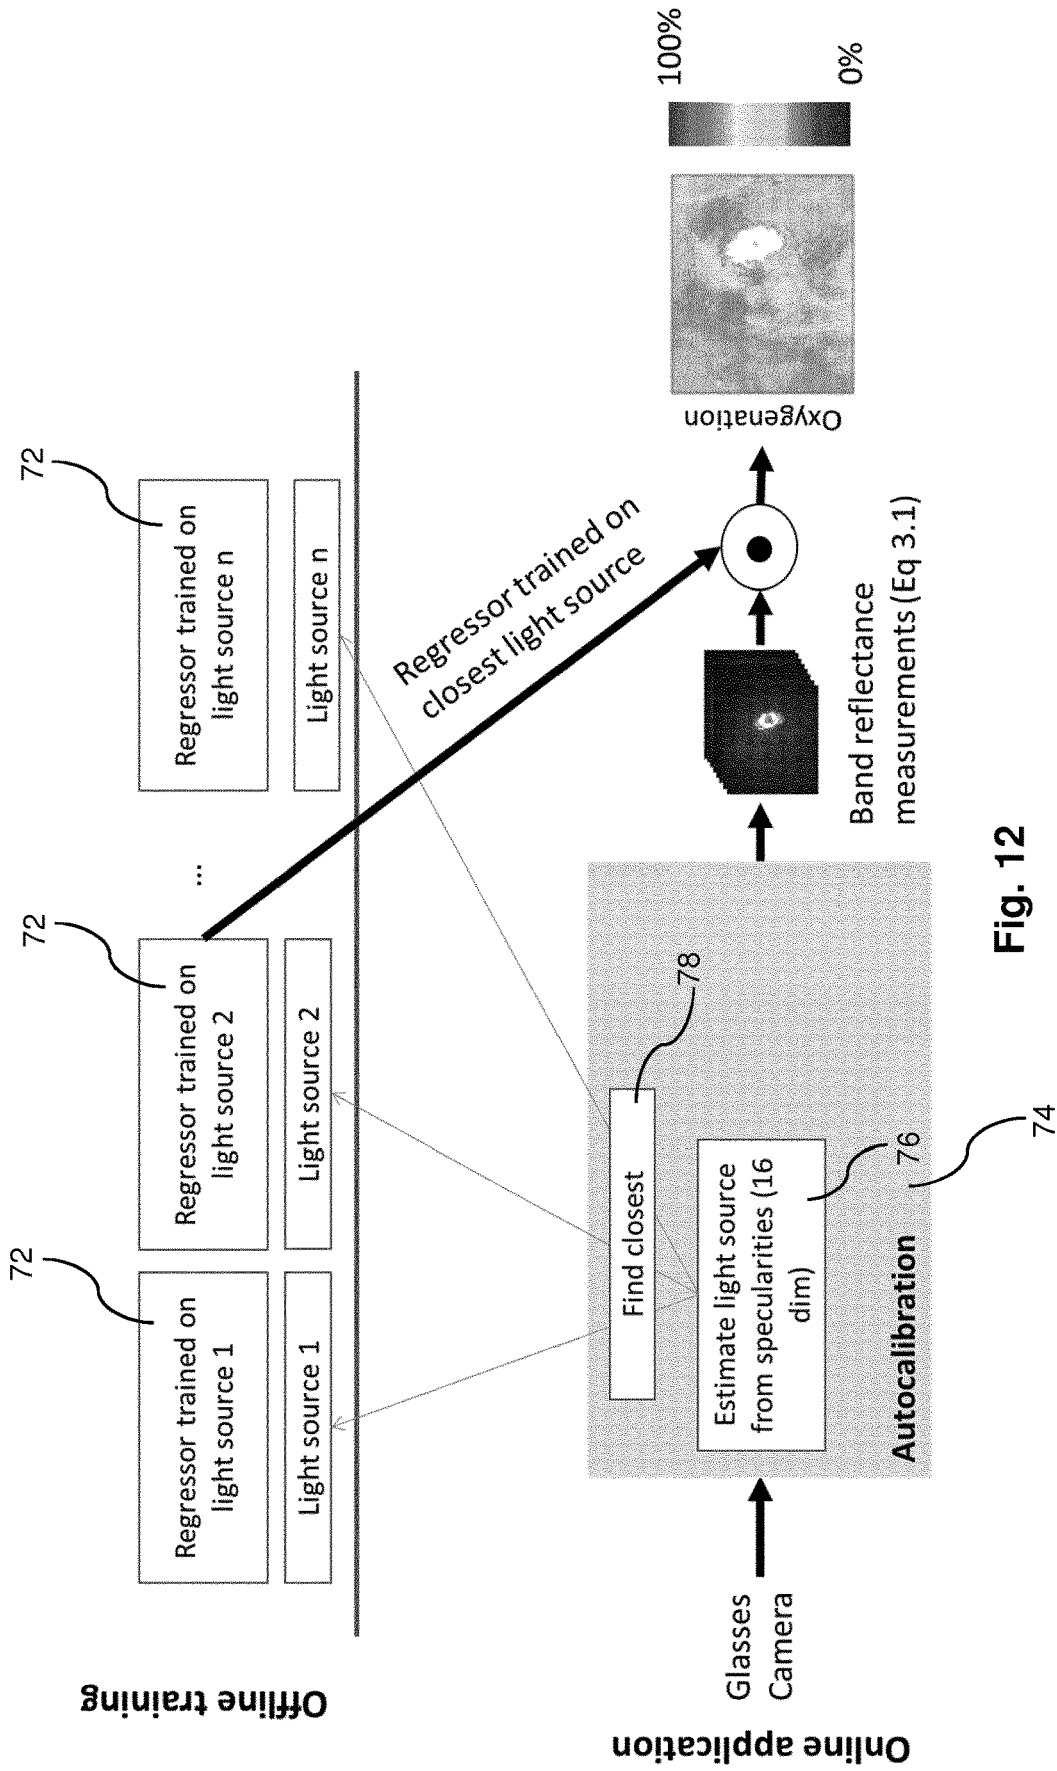 Offline training
72
Regressor trained on
light source 1
Light source 1
72
Regressor trained on
light source 2
Light source 2
...
72
Regressor trained on
light source n
Light source n
Regressor trained on
closest light source
Online application
Glasses
Camera
Find closest
78
Estimate light source
from specularities (16
dim)
76
Autocalibration
74
Band reflectance
measurements (Eq 3.1)
Oxygenation
100%
0%
Fig. 12